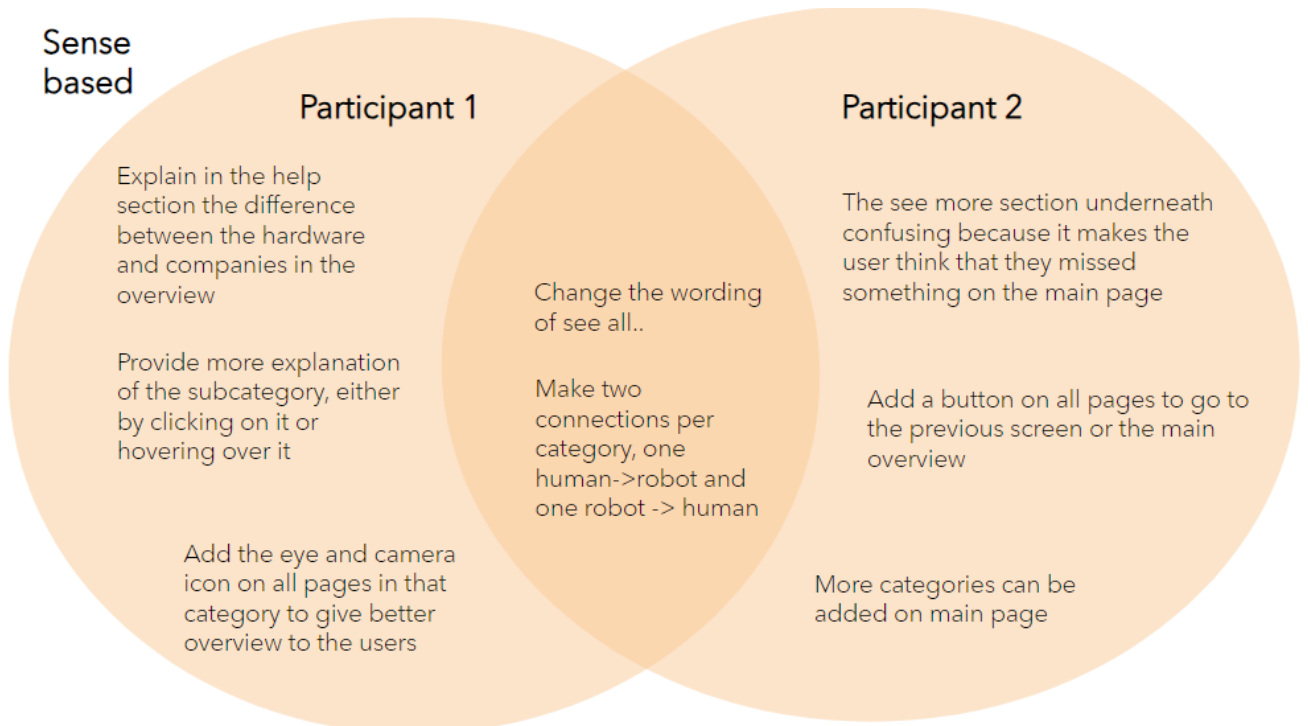 Sense
based
Participant 1
Explain in the help
section the difference
between the hardware
and companies in the
overview
Provide more explanation
of the subcategory, either
by clicking on it or
hovering over it
Add the eye and camera
icon on all pages in that
category to give better
overview to the users
Change the wording
of see all..
Make two
connections per
category, one
human->robot and
one robot -> human
Participant 2
The see more section underneath
confusing because it makes the
user think that they missed
something on the main page
Add a button on all pages to go to
the previous screen or the main
overview
More categories can be
added on main page